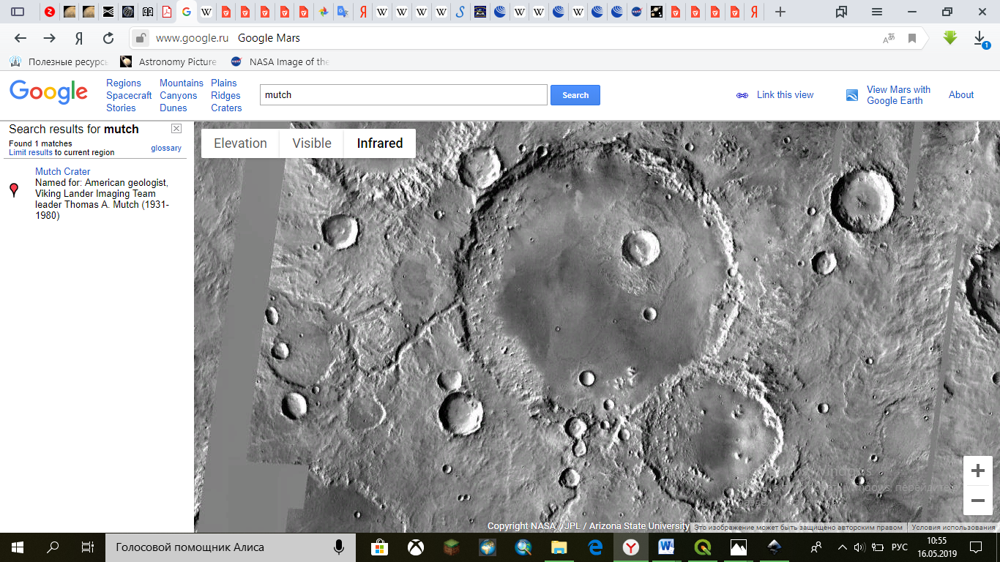 www.google.ru Google Mars
1
Полезные ресурс
Astronomy Picture
NASA Image of the
Google
Regions Mountains Plains
Spacecraft Canyons Ridges
Stories Dunes Craters
mutch
Search
Link this view
View Mars with
Google Earth
About
Search results for mutch
Found 1 matches
Limit results to current region
glossary
Mutch Crater
Named for: American geologist,
Viking Lander Imaging Team
leader Thomas A. Mutch (1931-
1980)
Elevation Visible Infrared
Copyright NASA / JPL / Arizona State University
Это изображение может быть защищено авторским правом
Условия использования
Голосовой помощник Алиса
РУС
10:55
16.05.2019